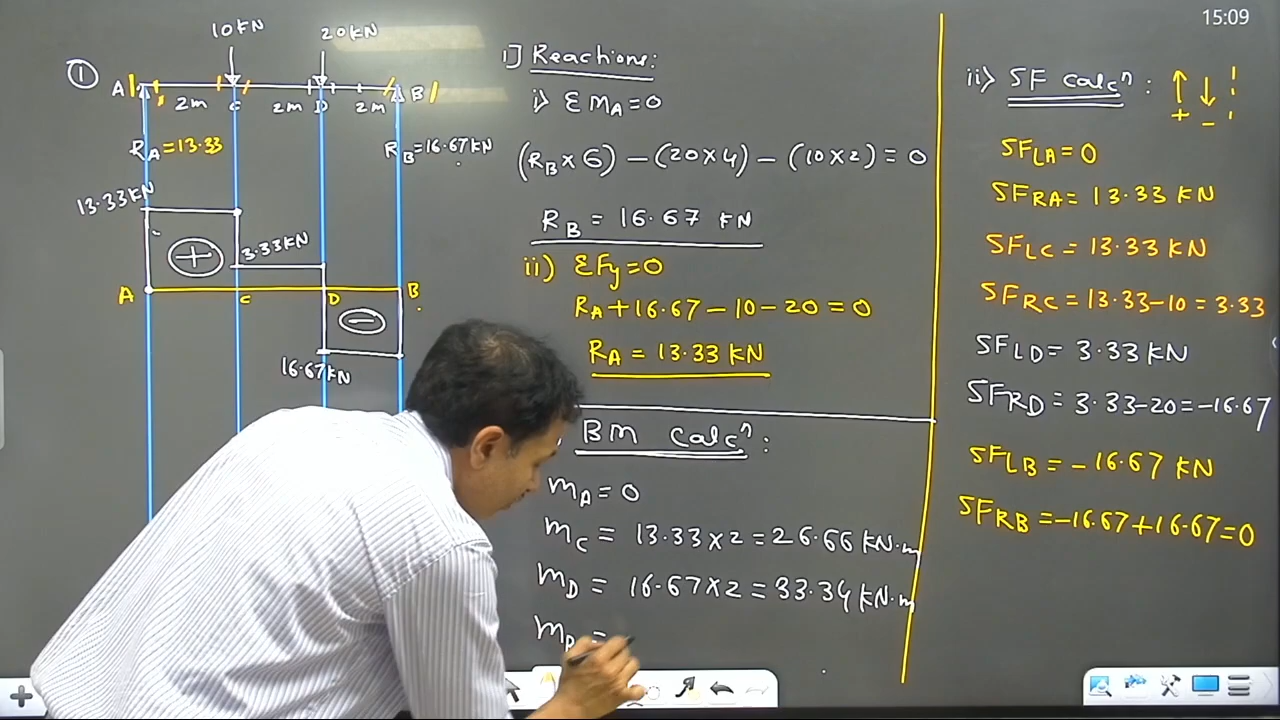 15:09
①
10KN
20KN
A
2m
C
2m
D
2m
B
RA=13.33
RB=16.67 KN
13.33KN
+
3.33KN
A
C
D
B
−
16.67KN
1] Reactions:
i) ΣMA=0
(RB×6) – (20×4) – (10×2) = 0
RB = 16.67 KN
ii) ΣFy=0
RA+16.67–10–20=0
RA = 13.33 KN
BM Calcⁿ:
MA=0
MC = 13.33×2=26.66 KN.m
MD = 16.67×2=33.34 KN.m
MB =
ii) SF Calcⁿ: ↑ ↓
+ −
SFLA=0
SFRA= 13.33 KN
SFLC = 13.33 KN
SFRC = 13.33–10=3.33
SFLD= 3.33 KN
SFRD= 3.33-20=–16.67
SFLB= –16.67 KN
SFRB=–16.67+16.67=0